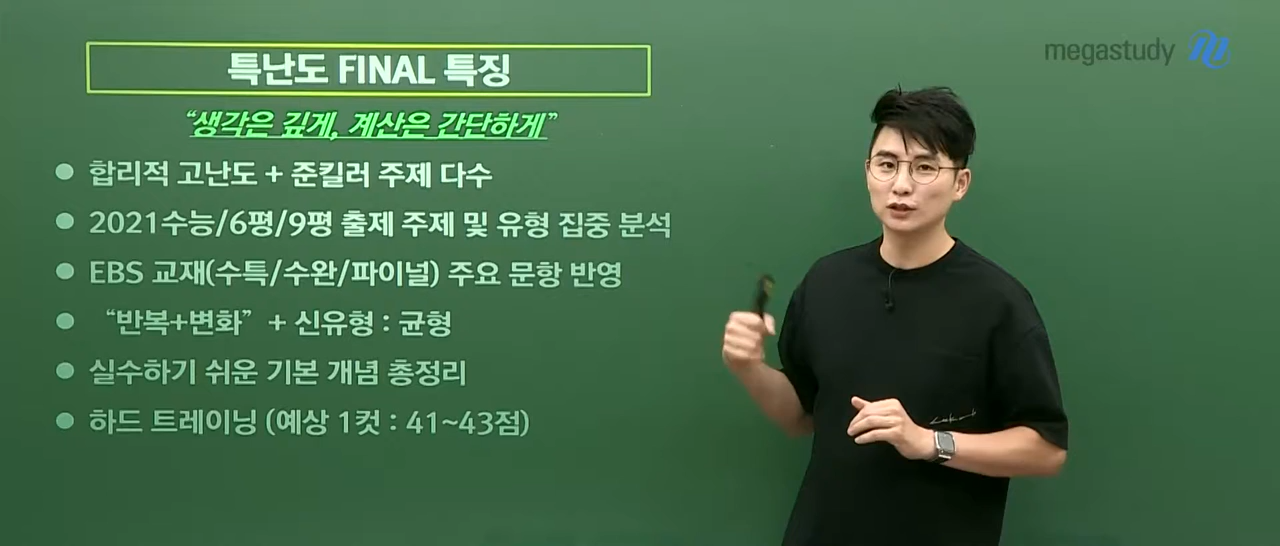 megastudy
특난도 FINAL 특징
“생각은 깊게, 계산은 간단하게”
합리적 고난도 + 준킬러 주제 다수
2021수능/6평/9평 출제 주제 및 유형 집중 분석
EBS 교재(수특/수완/파이널) 주요 문항 반영
“반복+변화” + 신유형 : 균형
실수하기 쉬운 기본 개념 총정리
하드 트레이닝 (예상 1컷 : 41~43점)